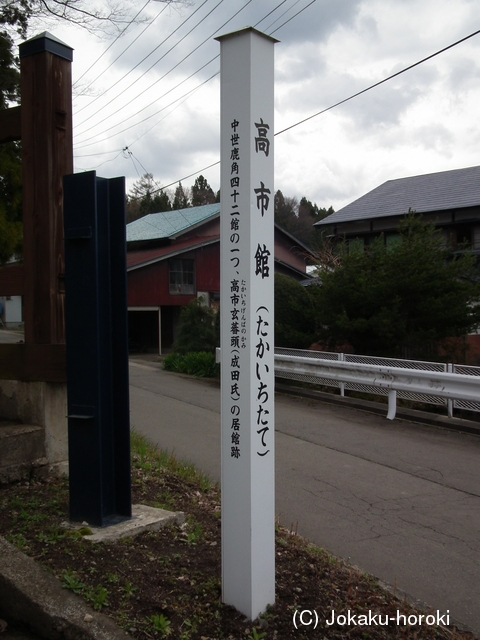 高市館（たかいちたて）
中世鹿角四十二館の一つ、高市玄蕃頭（成田氏）の居館跡
たかいちげんばのかみ
(C) Jokaku-horoki